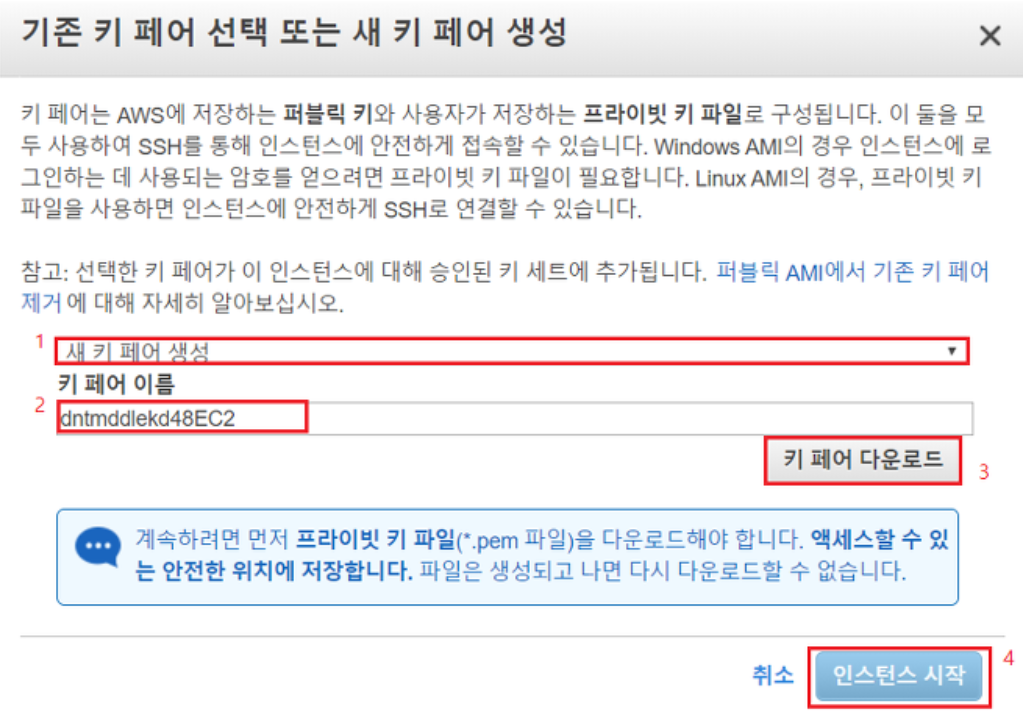 기존 키 페어 선택 또는 새 키 페어 생성
키 페어는 AWS에 저장하는 퍼블릭 키와 사용자가 저장하는 프라이빗 키 파일로 구성됩니다. 이 둘을 모
두 사용하여 SSH를 통해 인스턴스에 안전하게 접속할 수 있습니다. Windows AMI의 경우 인스턴스에 로
그인하는 데 사용되는 암호를 얻으려면 프라이빗 키 파일이 필요합니다. Linux AMI의 경우, 프라이빗 키
파일을 사용하면 인스턴스에 안전하게 SSH로 연결할 수 있습니다.
참고: 선택한 키 페어가 이 인스턴스에 대해 승인된 키 세트에 추가됩니다. 퍼블릭 AMI에서 기존 키 페어
제거 에 대해 자세히 알아보십시오.
1 새 키 페어 생성
키 페어 이름
2 dntmddlekd48EC2
키 페어 다운로드 3
계속하려면 먼저 프라이빗 키 파일(*.pem 파일)을 다운로드해야 합니다. 액세스할 수 있
는 안전한 위치에 저장합니다. 파일은 생성되고 나면 다시 다운로드할 수 없습니다.
취소 인스턴스 시작 4